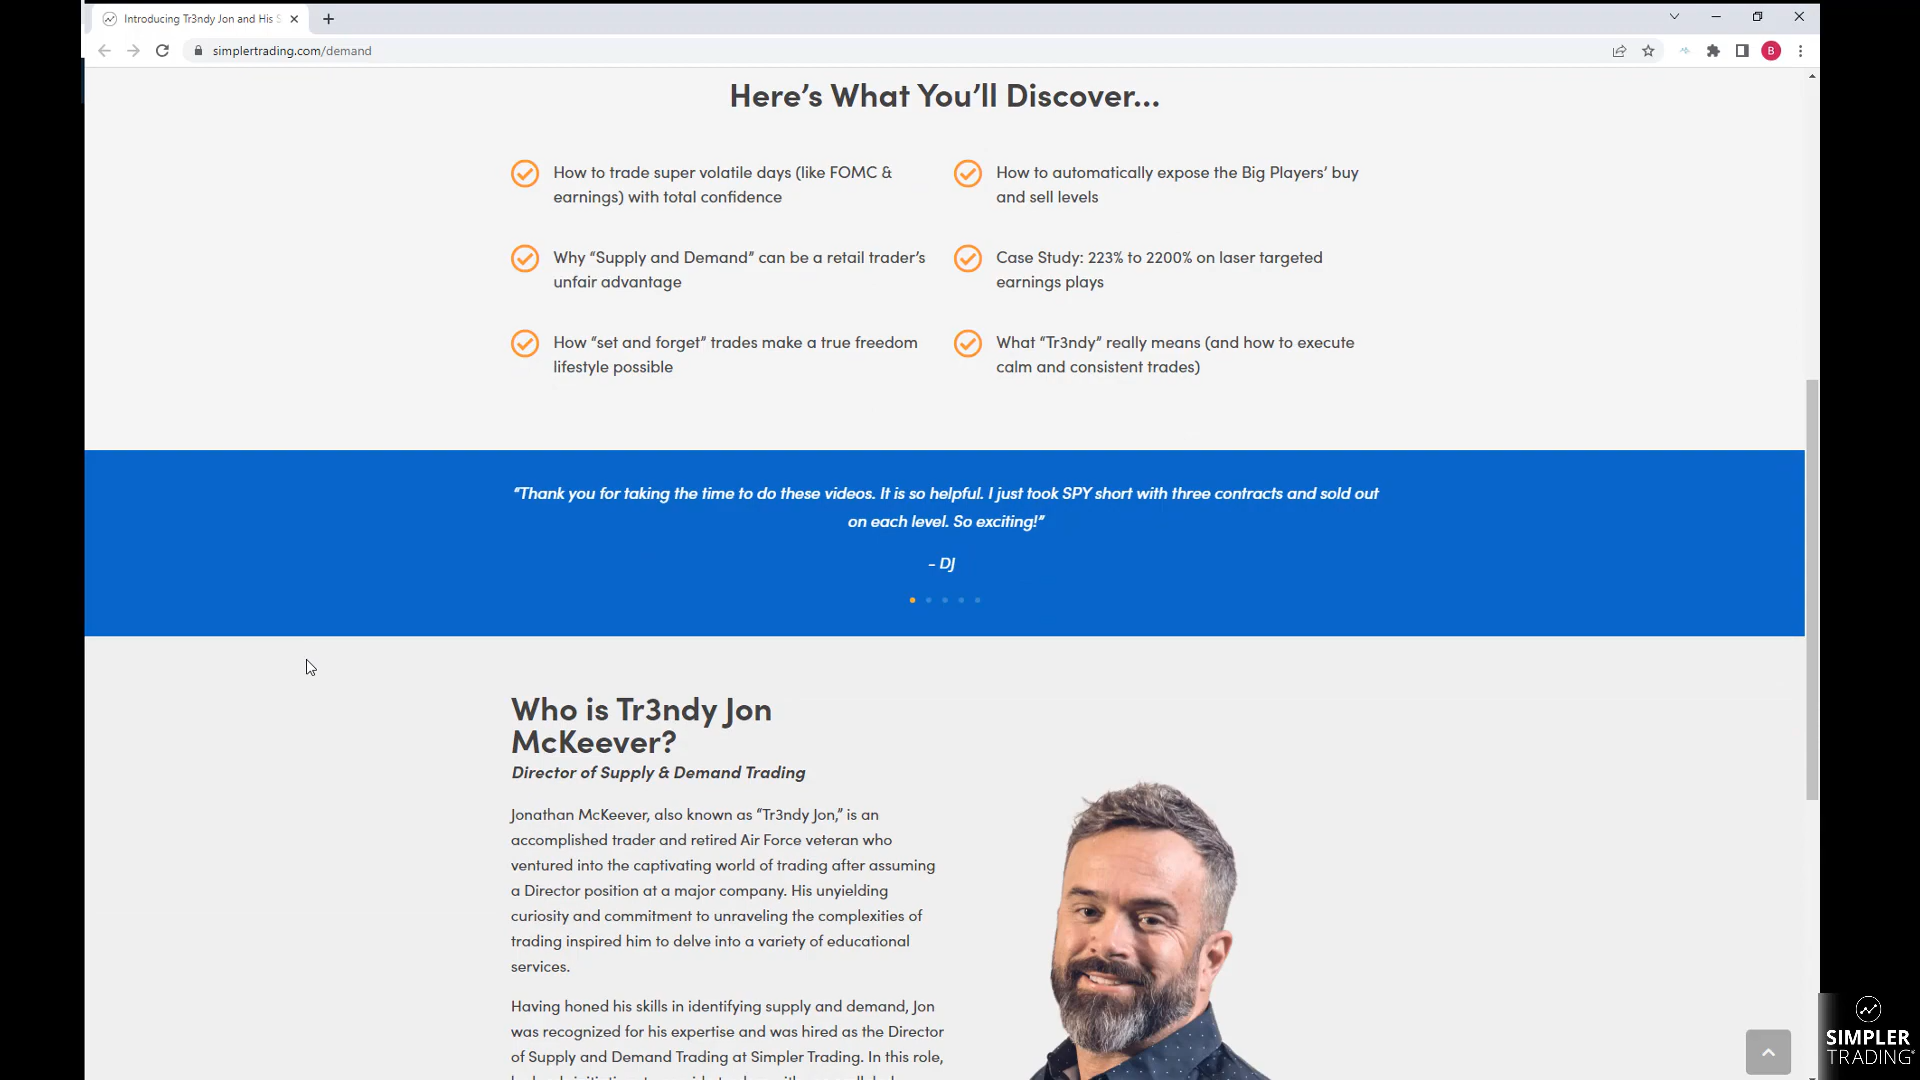 Introducing Tr3ndy Jon and His S
simplertrading.com/demand
B
Here’s What You’ll Discover...
How to trade super volatile days (like FOMC &
earnings) with total confidence
How to automatically expose the Big Players’ buy
and sell levels
Why “Supply and Demand” can be a retail trader’s
unfair advantage
Case Study: 223% to 2200% on laser targeted
earnings plays
How “set and forget” trades make a true freedom
lifestyle possible
What “Tr3ndy” really means (and how to execute
calm and consistent trades)
“Thank you for taking the time to do these videos. It is so helpful. I just took SPY short with three contracts and sold out
on each level. So exciting!”
- DJ
Who is Tr3ndy Jon
McKeever?
Director of Supply & Demand Trading
Jonathan McKeever, also known as “Tr3ndy Jon,” is an
accomplished trader and retired Air Force veteran who
ventured into the captivating world of trading after assuming
a Director position at a major company. His unyielding
curiosity and commitment to unraveling the complexities of
trading inspired him to delve into a variety of educational
services.
Having honed his skills in identifying supply and demand, Jon
was recognized for his expertise and was hired as the Director
of Supply and Demand Trading at Simpler Trading. In this role,
SIMPLER
TRADING